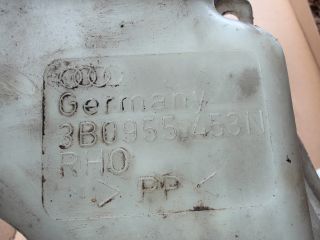 Germany
3B0955453N
RHO
> PP <